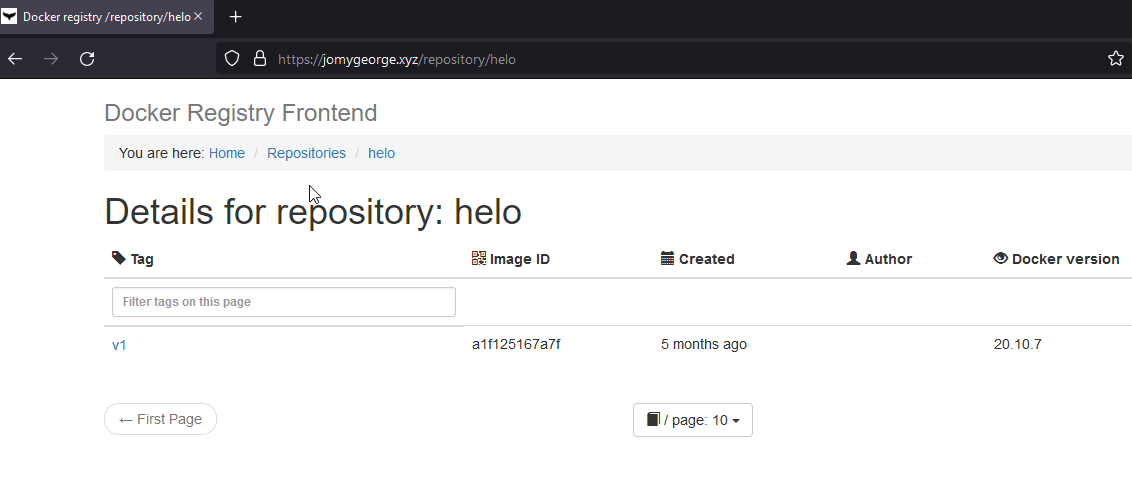 Docker registry /repository/helo
https://jomygeorge.xyz/repository/helo
Docker Registry Frontend
You are here: Home / Repositories / helo
Details for repository: helo
Tag Image ID Created Author Docker version
Filter tags on this page
v1 a1f125167a7f 5 months ago 20.10.7
← First Page / page: 10